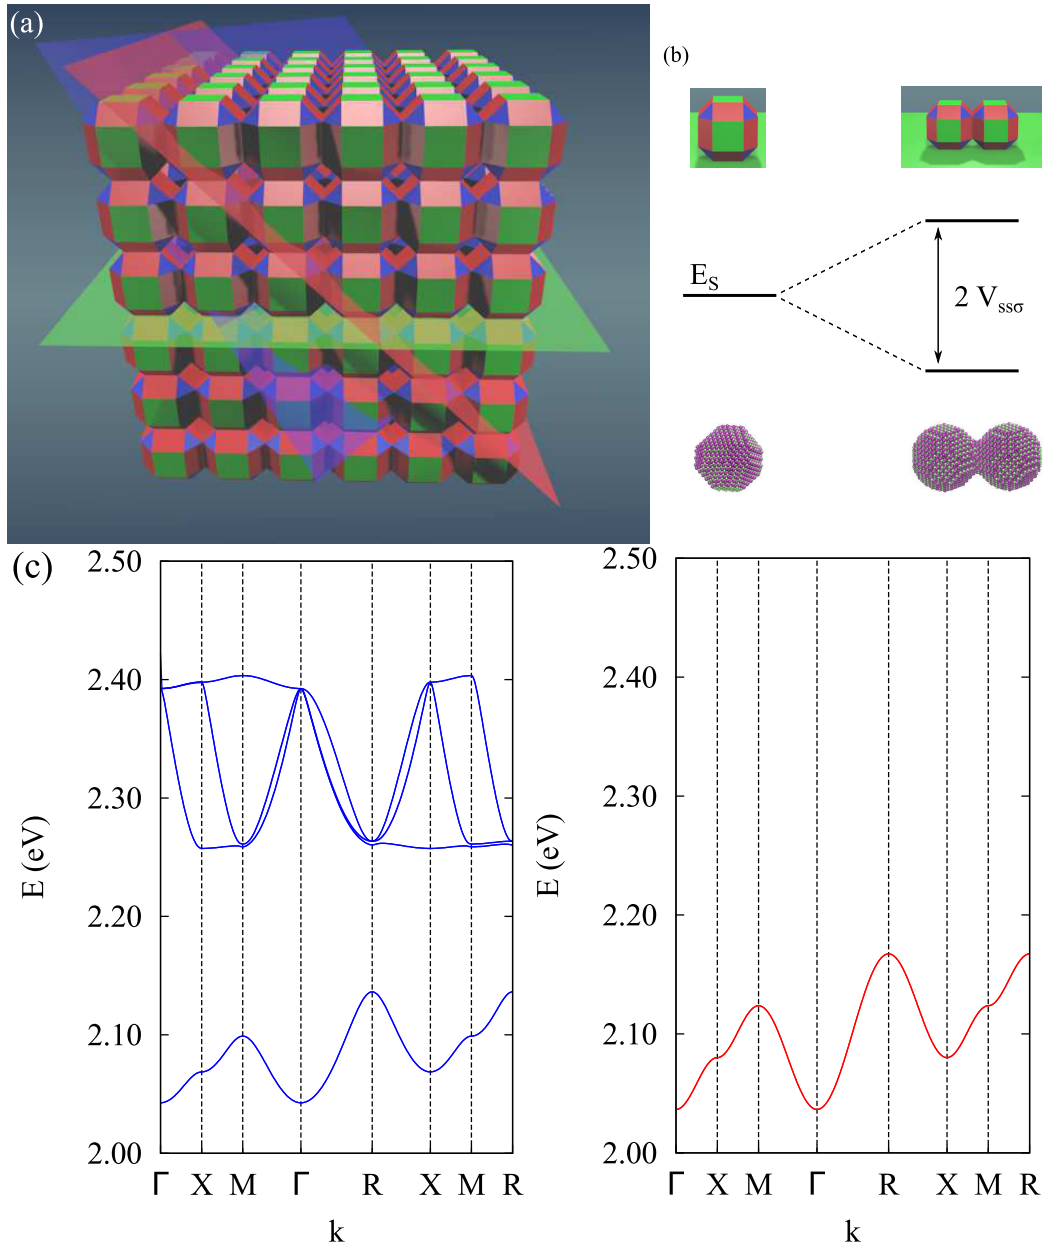 (a)
(b)
E_S
2 V_ssσ
(c)
2.50
2.40
2.30
2.20
2.10
2.00
E (eV)
Γ X M Γ R X M R
k
2.50
2.40
2.30
2.20
2.10
2.00
E (eV)
Γ X M Γ R X M R
k